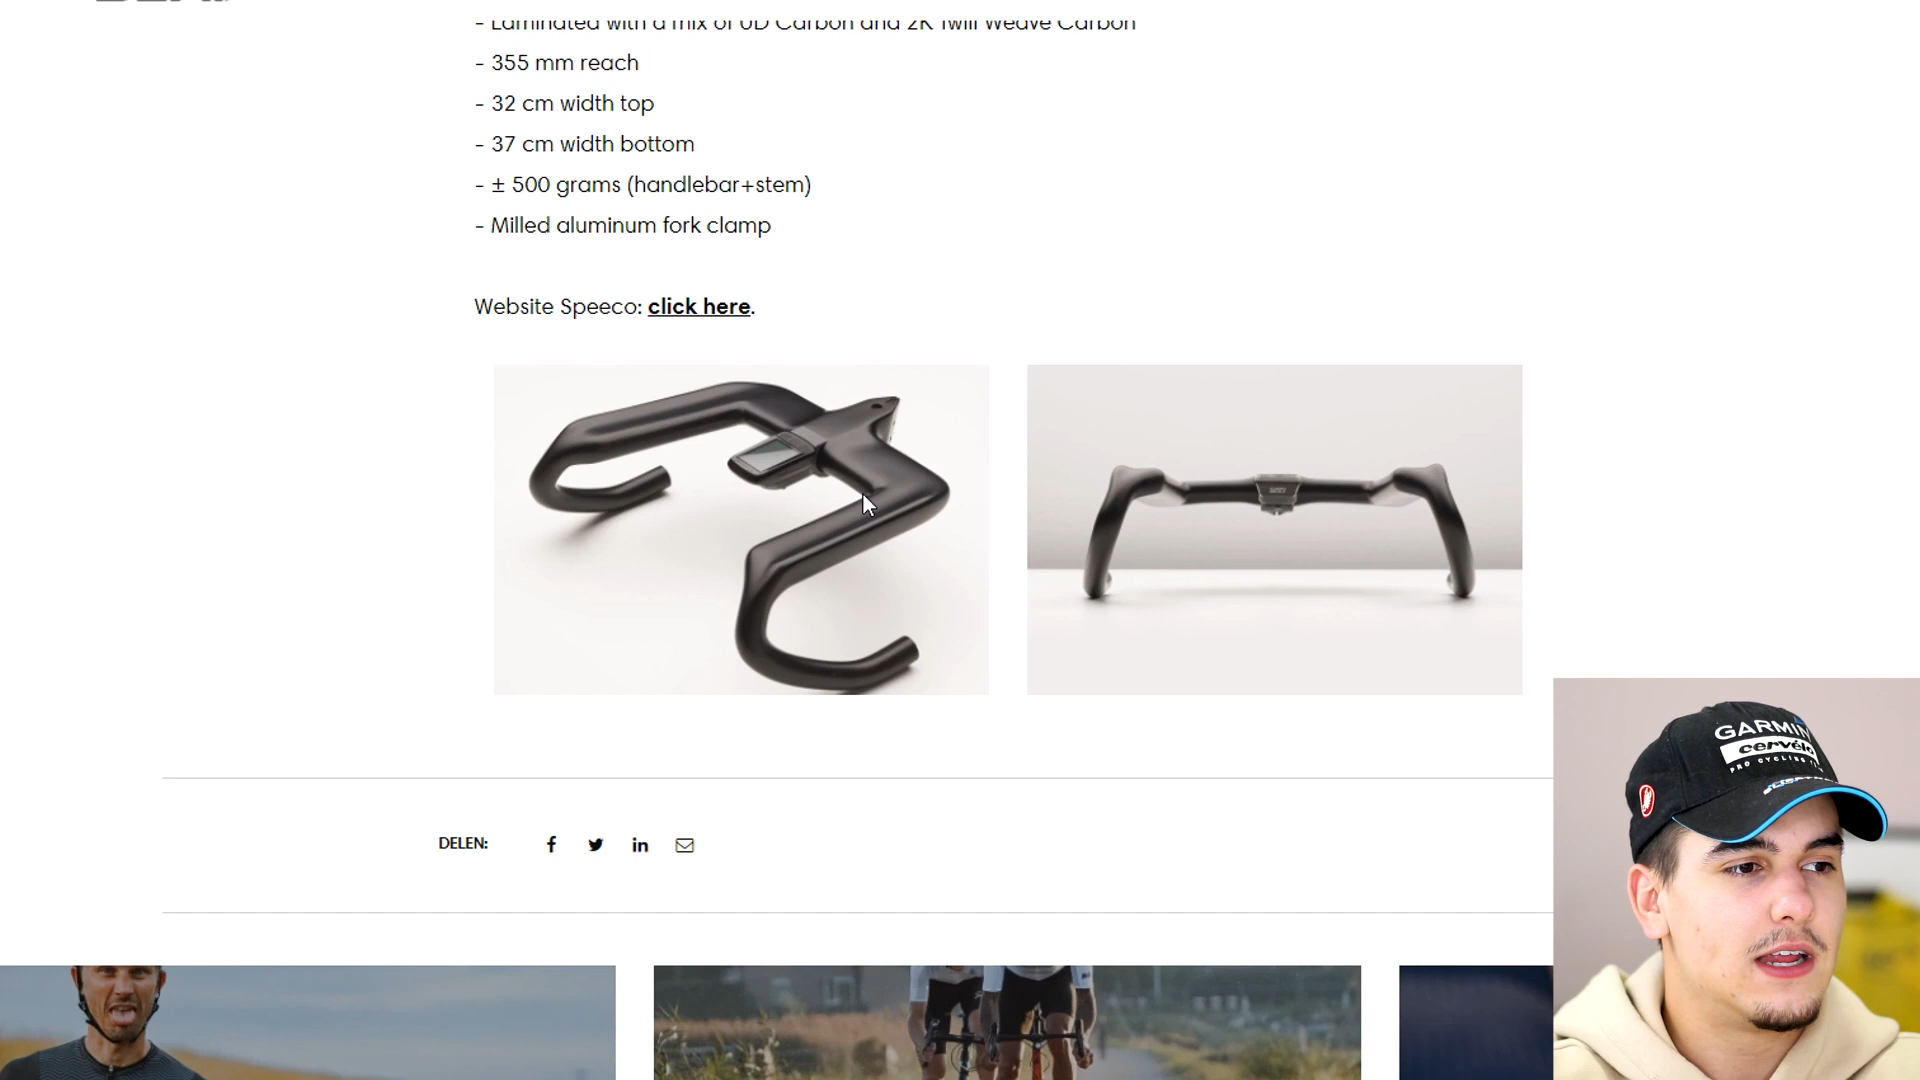 - Laminated with a mix of UD Carbon and 2K Twill Weave Carbon
- 355 mm reach
- 32 cm width top
- 37 cm width bottom
- ± 500 grams (handlebar+stem)
- Milled aluminum fork clamp
Website Speeco: click here.
DELEN:
GARMIN
cervélo
PRO CYCLING TEAM